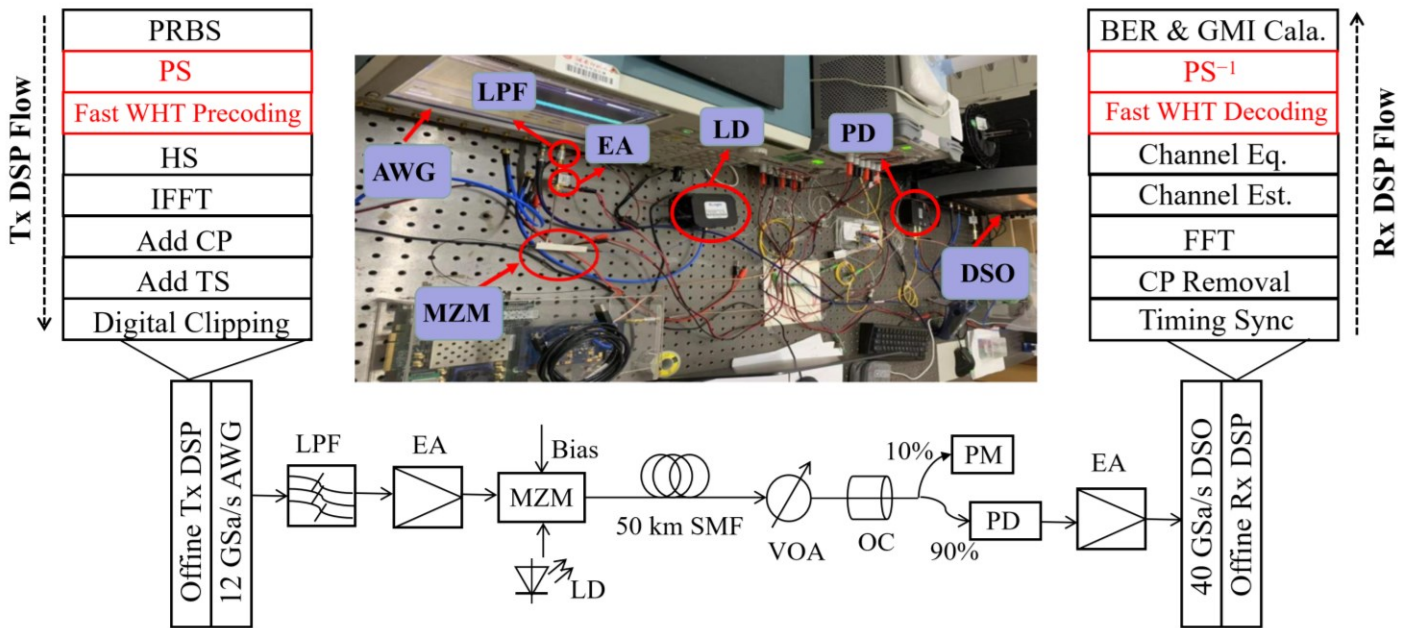 Tx DSP Flow
PRBS
PS
Fast WHT Precoding
HS
IFFT
Add CP
Add TS
Digital Clipping
LPF
EA
LD
PD
AWG
MZM
DSO
BER & GMI Cala.
PS⁻¹
Fast WHT Decoding
Channel Eq.
Channel Est.
FFT
CP Removal
Timing Sync
Rx DSP Flow
Offine Tx DSP
12 GSa/s AWG
LPF
EA
Bias
MZM
LD
50 km SMF
VOA
OC
10%
PM
90%
PD
EA
40 GSa/s DSO
Offine Rx DSP